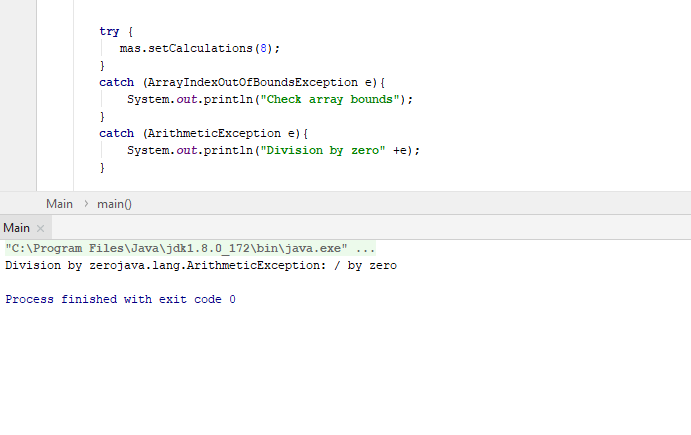 try {
mas.setCalculations(8);
}
catch (ArrayIndexOutOfBoundsException e){
System.out.println("Check array bounds");
}
catch (ArithmeticException e){
System.out.println("Division by zero" +e);
}
Main › main()
Main ×
"C:\Program Files\Java\jdk1.8.0_172\bin\java.exe" ...
Division by zerojava.lang.ArithmeticException: / by zero
Process finished with exit code 0